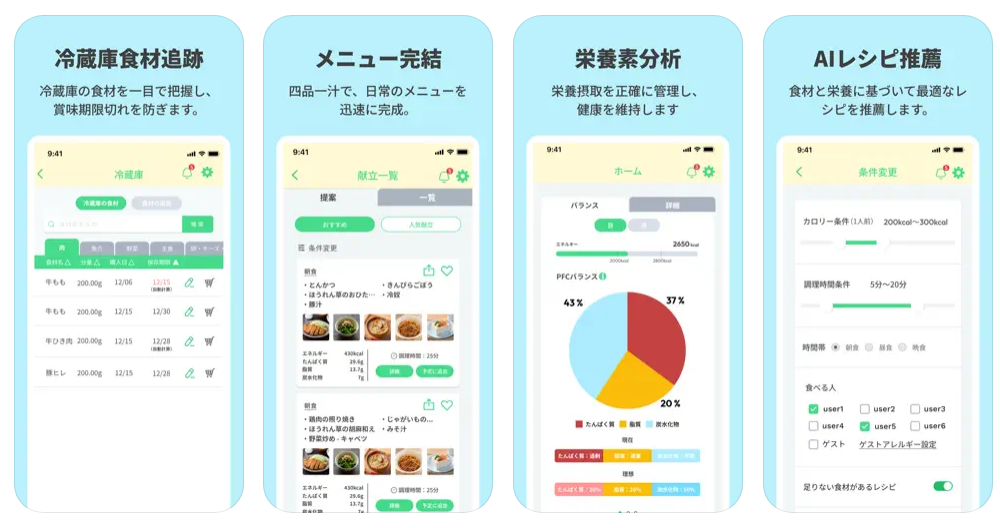 冷蔵庫食材追跡
冷蔵庫の食材を一目で把握し、
賞味期限切れを防ぎます。
9:41
冷蔵庫
冷蔵庫の食材
検索
肉
魚介
野菜
主食
卵・チーズ
食材名△ 分量△ 購入日△ 保存期限▲
牛もも 200.00g 12/06 12/15
(自動計算)
牛もも 200.00g 12/15 12/30
牛ひき肉 200.00g 12/15 12/28
(自動計算)
豚ヒレ 200.00g 12/15 12/28
メニュー完結
四品一汁で、日常のメニューを
迅速に完成。
9:41
献立一覧
提案 一覧
おすすめ 人気献立
条件変更
朝食
・とんかつ ・きんぴらごぼう
・ほうれん草のおひた… ・冷奴
・豚汁
エネルギー 430kcal
たんぱく質 29.6g
脂質 13.7g
炭水化物 7g
調理時間：25分
詳細 予定に追加
朝食
・鶏肉の照り焼き ・じゃがいもの…
・ほうれん草の胡麻和え ・みそ汁
・野菜炒め - キャベツ
エネルギー 430kcal
たんぱく質 29.6g
脂質 13.7g
炭水化物 7g
調理時間：25分
詳細 予定に追加
栄養素分析
栄養摂取を正確に管理し、
健康を維持します
9:41
ホーム
バランス 詳細
日 月
エネルギー 2650kcal
2000kcal 2800kcal
PFCバランス
43 % 37 %
20 %
たんぱく質 脂質 炭水化物
現在
たんぱく質：過剰
理想
AIレシピ推薦
食材と栄養に基づいて最適なレ
シピを推薦します。
9:41
条件変更
カロリー条件(1人前) 200kcal〜300kcal
調理時間条件 5分〜20分
時間帯 朝食 昼食 晩食
食べる人
user1 user2 user3
user4 user5 user6
ゲスト ゲストアレルギー設定
足りない食材があるレシピ